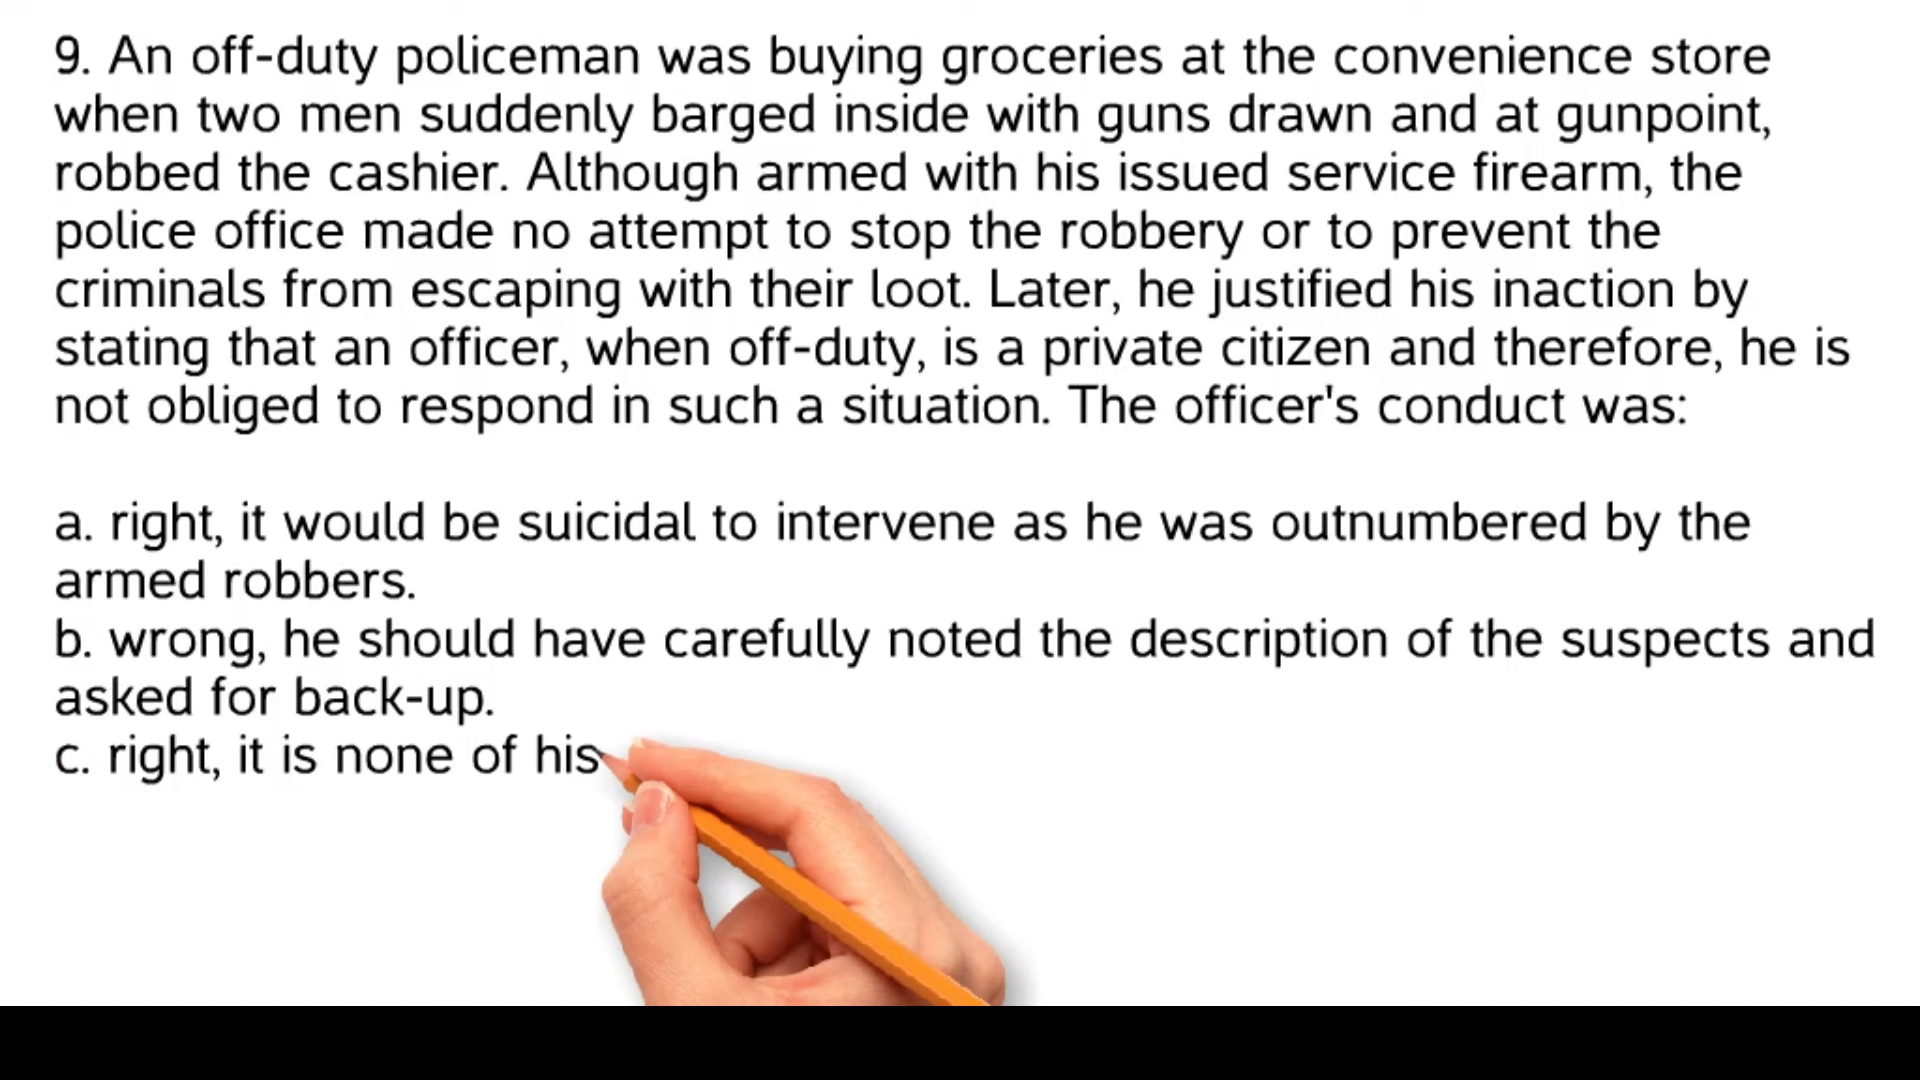 9. An off-duty policeman was buying groceries at the convenience store
when two men suddenly barged inside with guns drawn and at gunpoint,
robbed the cashier. Although armed with his issued service firearm, the
police office made no attempt to stop the robbery or to prevent the
criminals from escaping with their loot. Later, he justified his inaction by
stating that an officer, when off-duty, is a private citizen and therefore, he is
not obliged to respond in such a situation. The officer's conduct was:
a. right, it would be suicidal to intervene as he was outnumbered by the
armed robbers.
b. wrong, he should have carefully noted the description of the suspects and
asked for back-up.
c. right, it is none of his